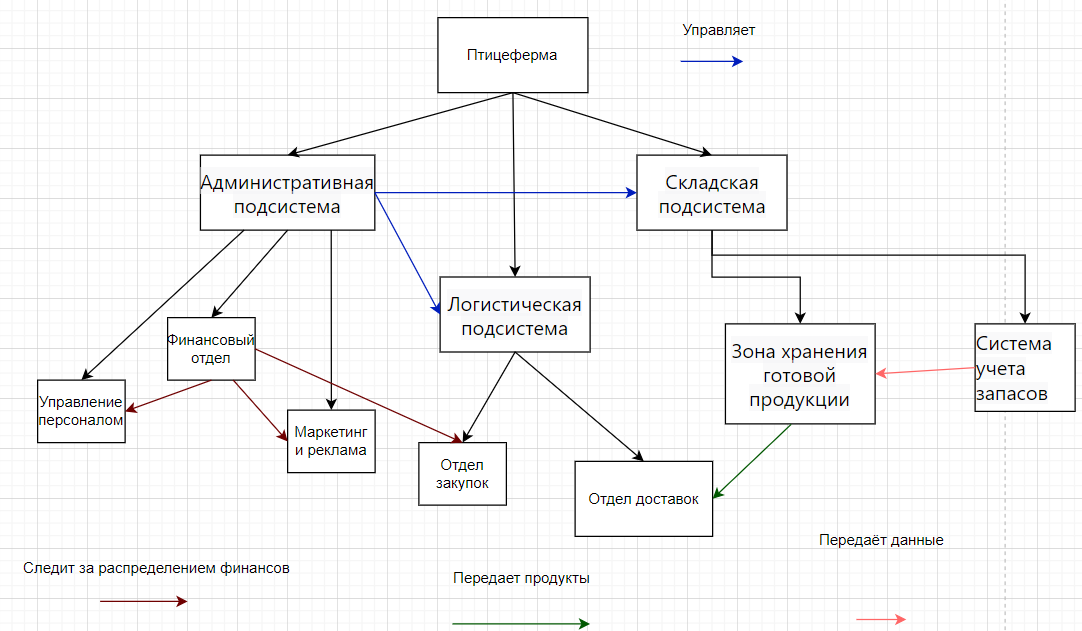 Управляет
Птицеферма
Административная
подсистема
Складская
подсистема
Логистическая
подсистема
Финансовый
отдел
Зона хранения
готовой
продукции
Система
учета
запасов
Управление
персоналом
Маркетинг
и реклама
Отдел
закупок
Отдел доставок
Передаёт данные
Следит за распределением финансов
Передает продукты